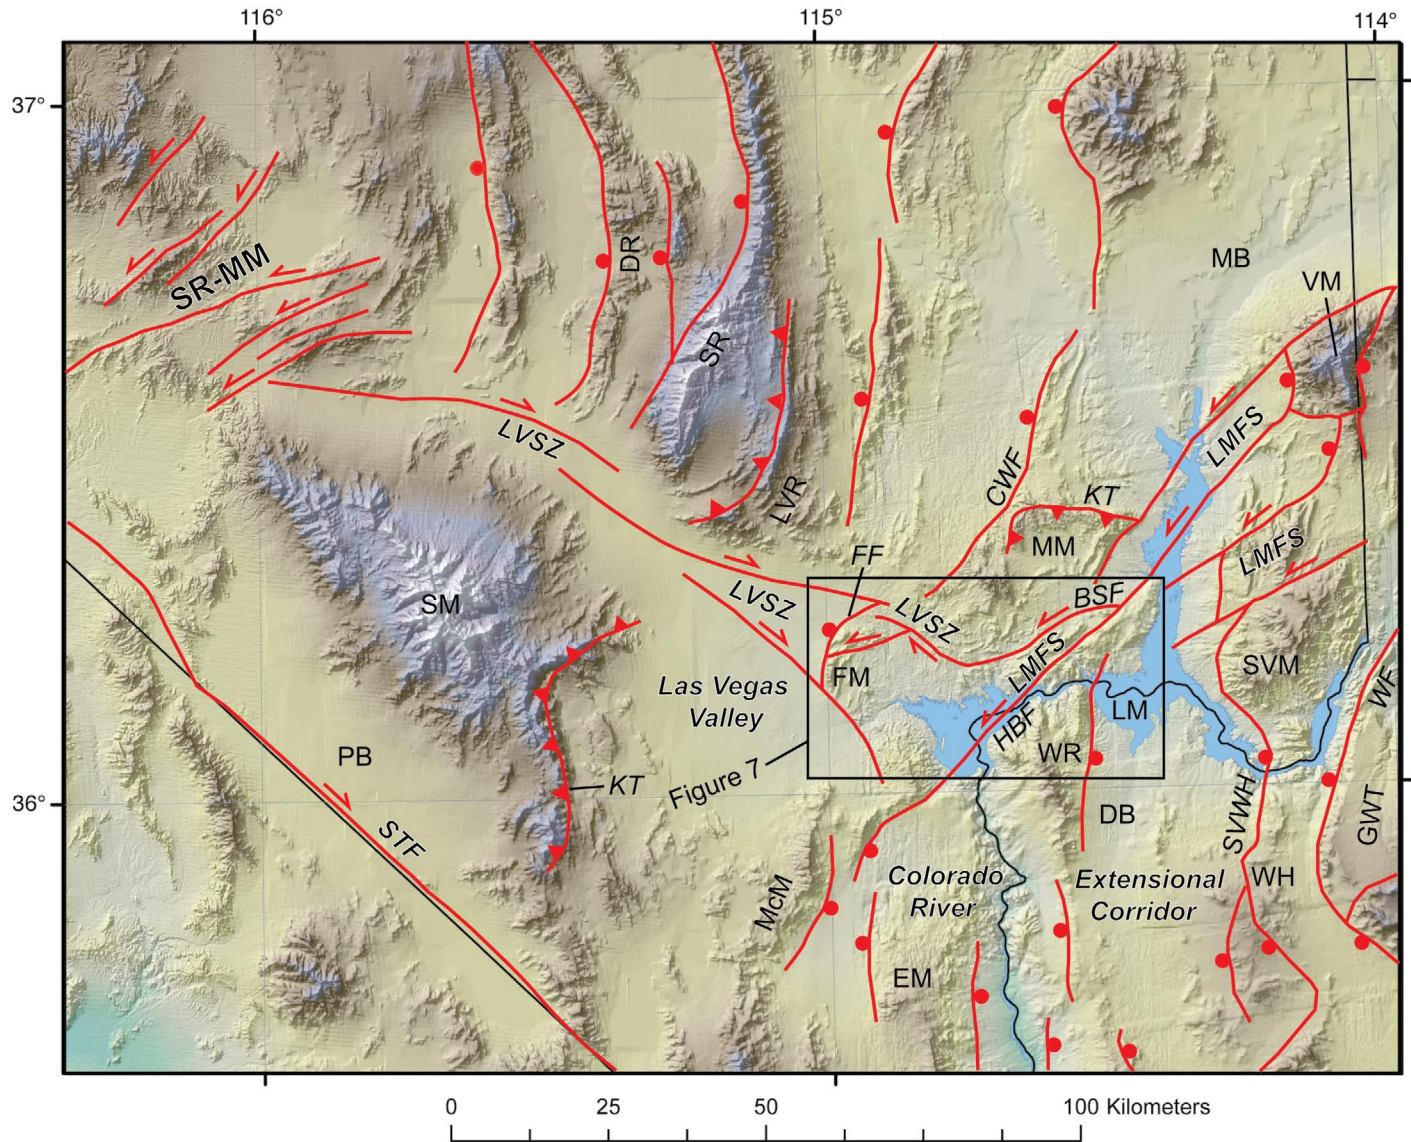 116°
115°
114°
37°
MB
DR
SR-MM
VM
SR
LMFS
LVSZ
CWF
LVR
KT
MM
FF
LMFS
BSF
LVSZ
LVSZ
SM
LMFS
SVM
FM
Las Vegas
Valley
LM
WF
HBF
WR
PB
KT
Figure 7
36°
DB
SVWH
GWT
STF
McM
Colorado
River
Extensional
Corridor
WH
EM
0
25
50
100 Kilometers